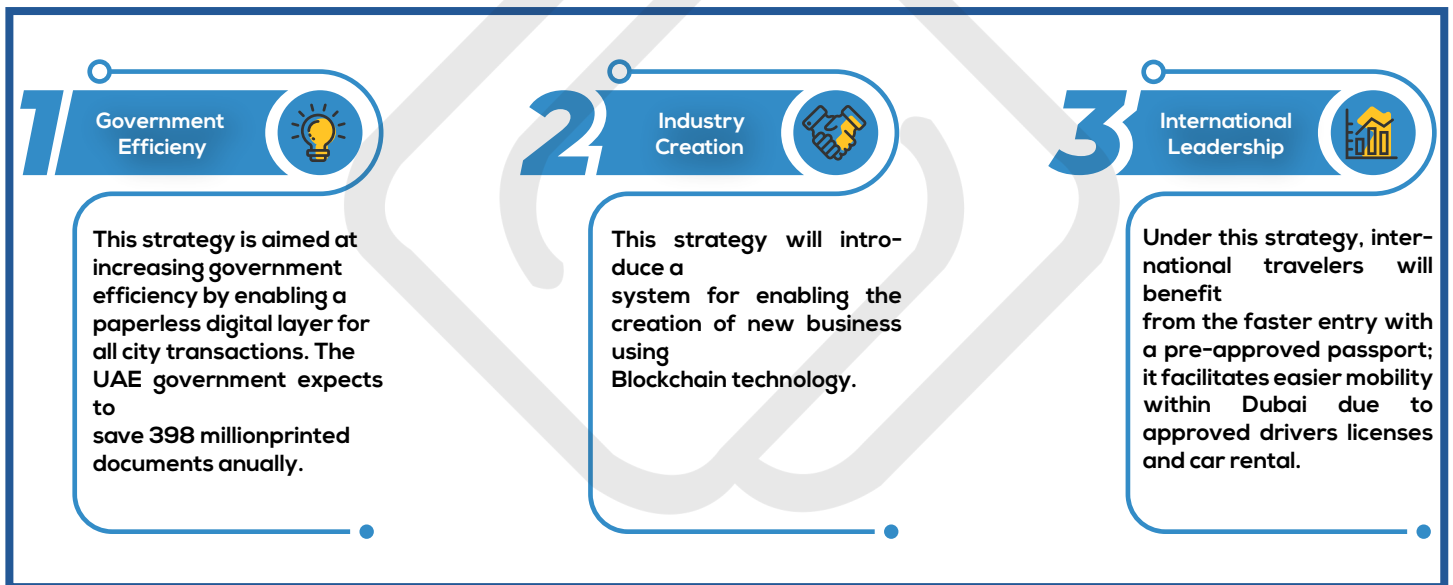 1
Government
Efficieny
This strategy is aimed at
increasing government
efficiency by enabling a
paperless digital layer for
all city transactions. The
UAE government expects
to
save 398 millionprinted
documents anually.
2
Industry
Creation
This strategy will intro-
duce a
system for enabling the
creation of new business
using
Blockchain technology.
3
International
Leadership
Under this strategy, inter-
national travelers will
benefit
from the faster entry with
a pre-approved passport;
it facilitates easier mobility
within Dubai due to
approved drivers licenses
and car rental.